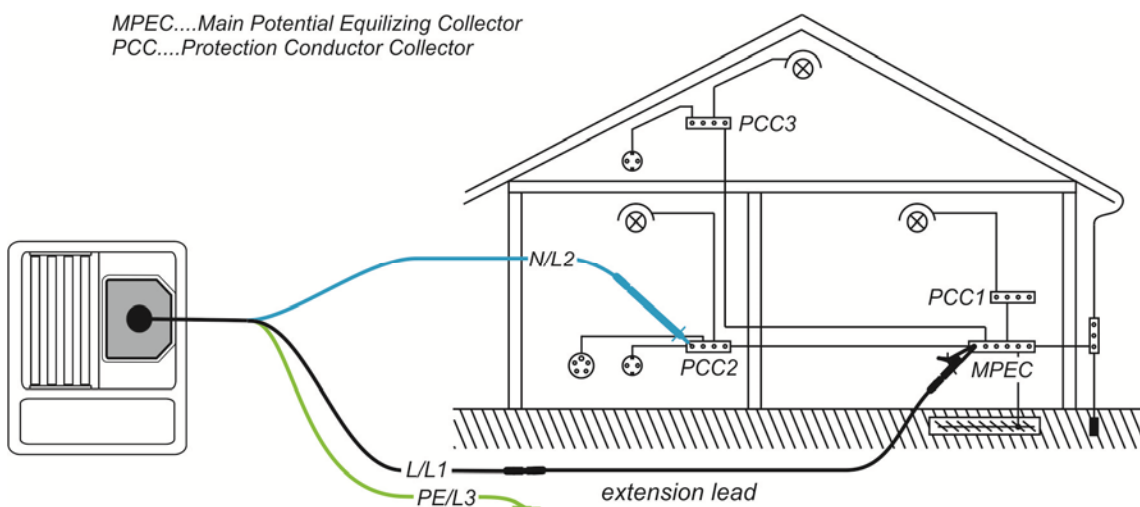 MPEC....Main Potential Equilizing Collector
PCC....Protection Conductor Collector
PCC3
N/L2
PCC1
PCC2
MPEC
L/L1
extension lead
PE/L3